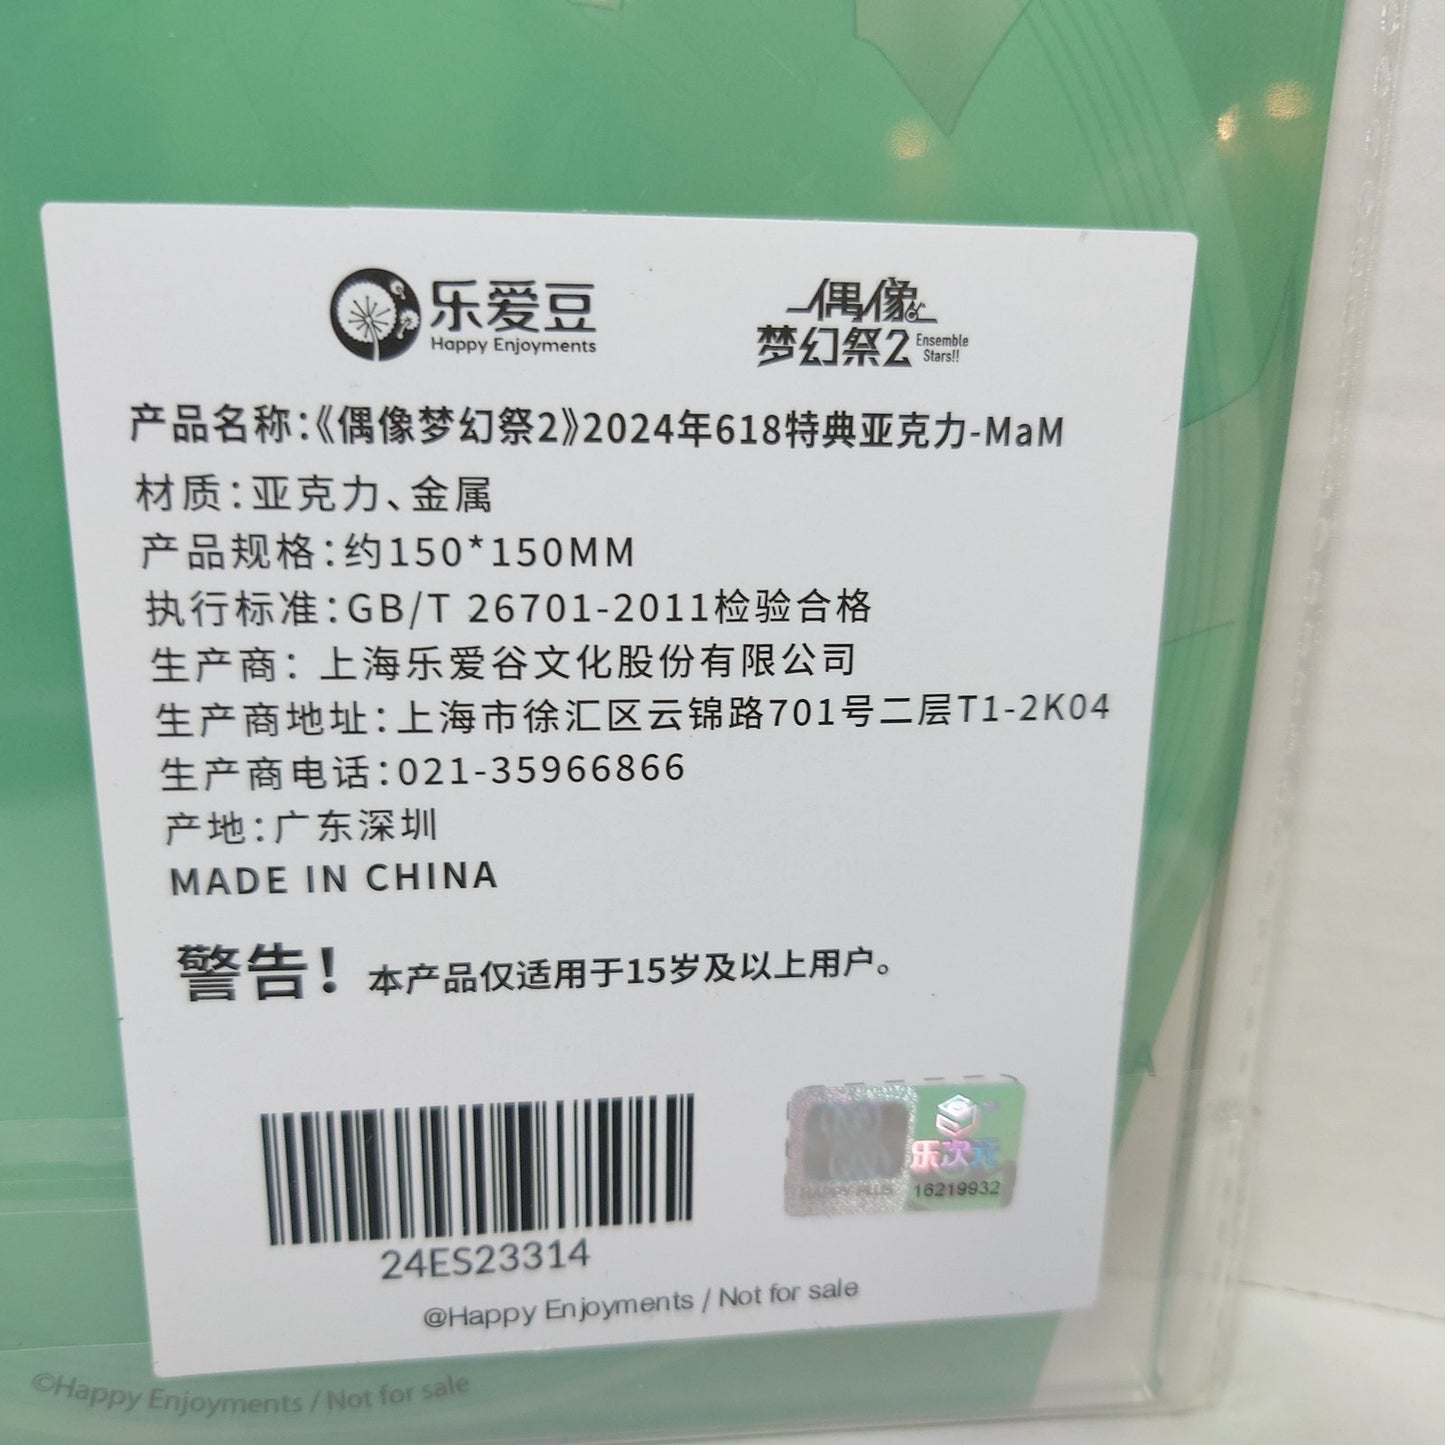 乐爱豆
Happy Enjoyments
偶像
梦幻祭2 Ensemble Stars!!
产品名称:《偶像梦幻祭2》2024年618特典亚克力-MaM
材质:亚克力、金属
产品规格:约150*150MM
执行标准:GB/T 26701-2011检验合格
生产商: 上海乐爱谷文化股份有限公司
生产商地址:上海市徐汇区云锦路701号二层T1-2K04
生产商电话:021-35966866
产地:广东深圳
MADE IN CHINA
警告! 本产品仅适用于15岁及以上用户。
乐次元
HAPPY PLUS 16219932
24ES23314
@Happy Enjoyments / Not for sale
©Happy Enjoyments / Not for sale